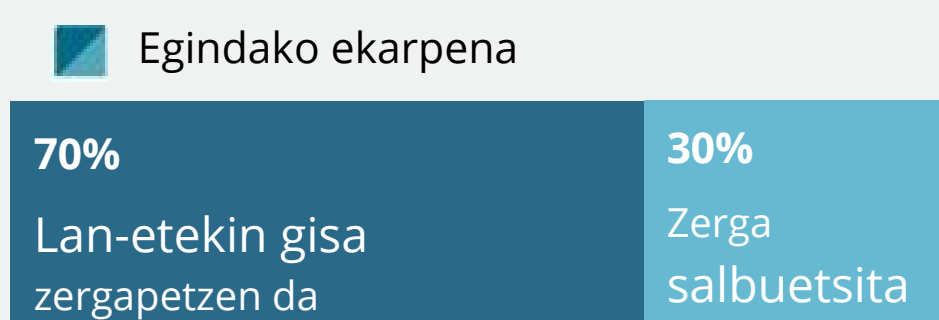 Egindako ekarpena
70%
Lan-etekin gisa
zergapetzen da
30%
Zerga
salbuetsita